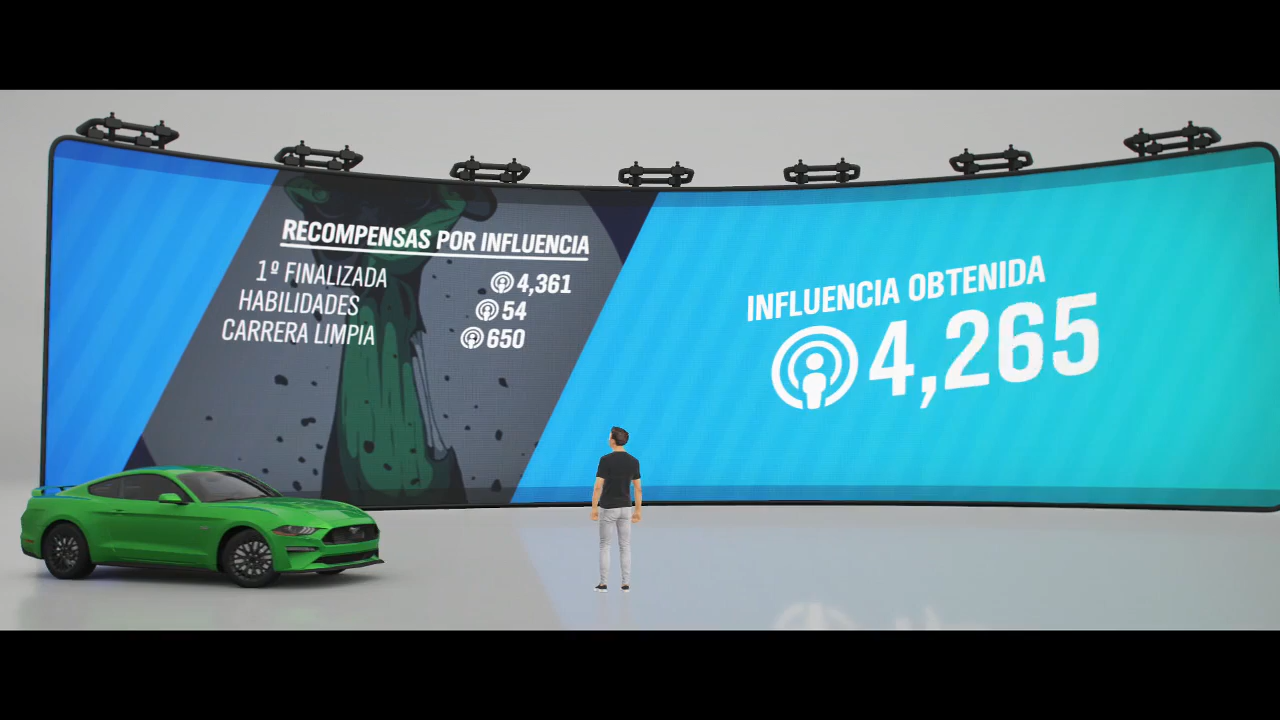 RECOMPENSAS POR INFLUENCIA
1º FINALIZADA 4,361
HABILIDADES 54
CARRERA LIMPIA 650
INFLUENCIA OBTENIDA
4,265